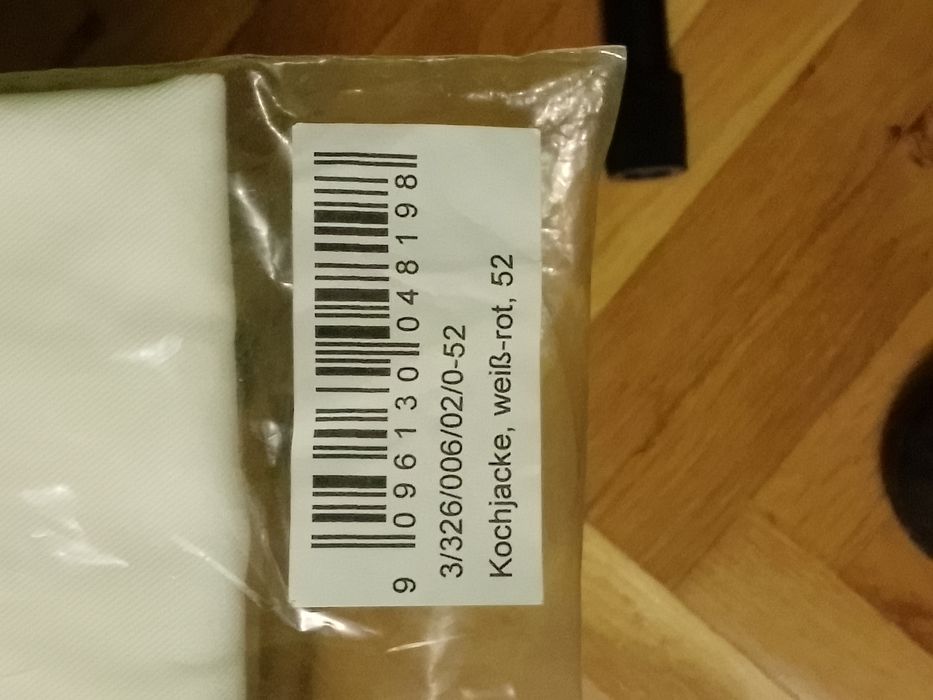 9 096130 048198
3/326/006/02/0-52
Kochjacke, weiß-rot, 52